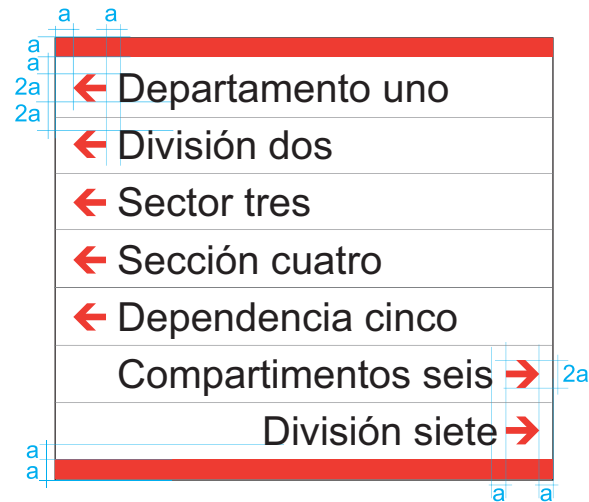 a a
a
a
2a
← Departamento uno
2a
← División dos
← Sector tres
← Sección cuatro
← Dependencia cinco
Compartimentos seis → 2a
División siete →
a
a
a a